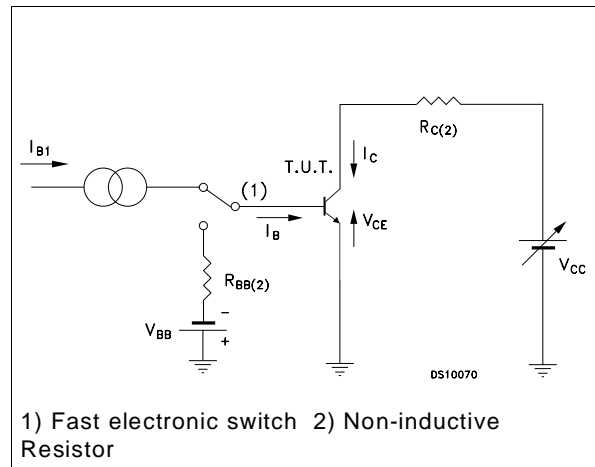 I_B1
(1)
I_B
T.U.T.
I_C
V_CE
R_C(2)
V_CC
R_BB(2)
V_BB
-
+
DS10070
1) Fast electronic switch 2) Non-inductive
Resistor